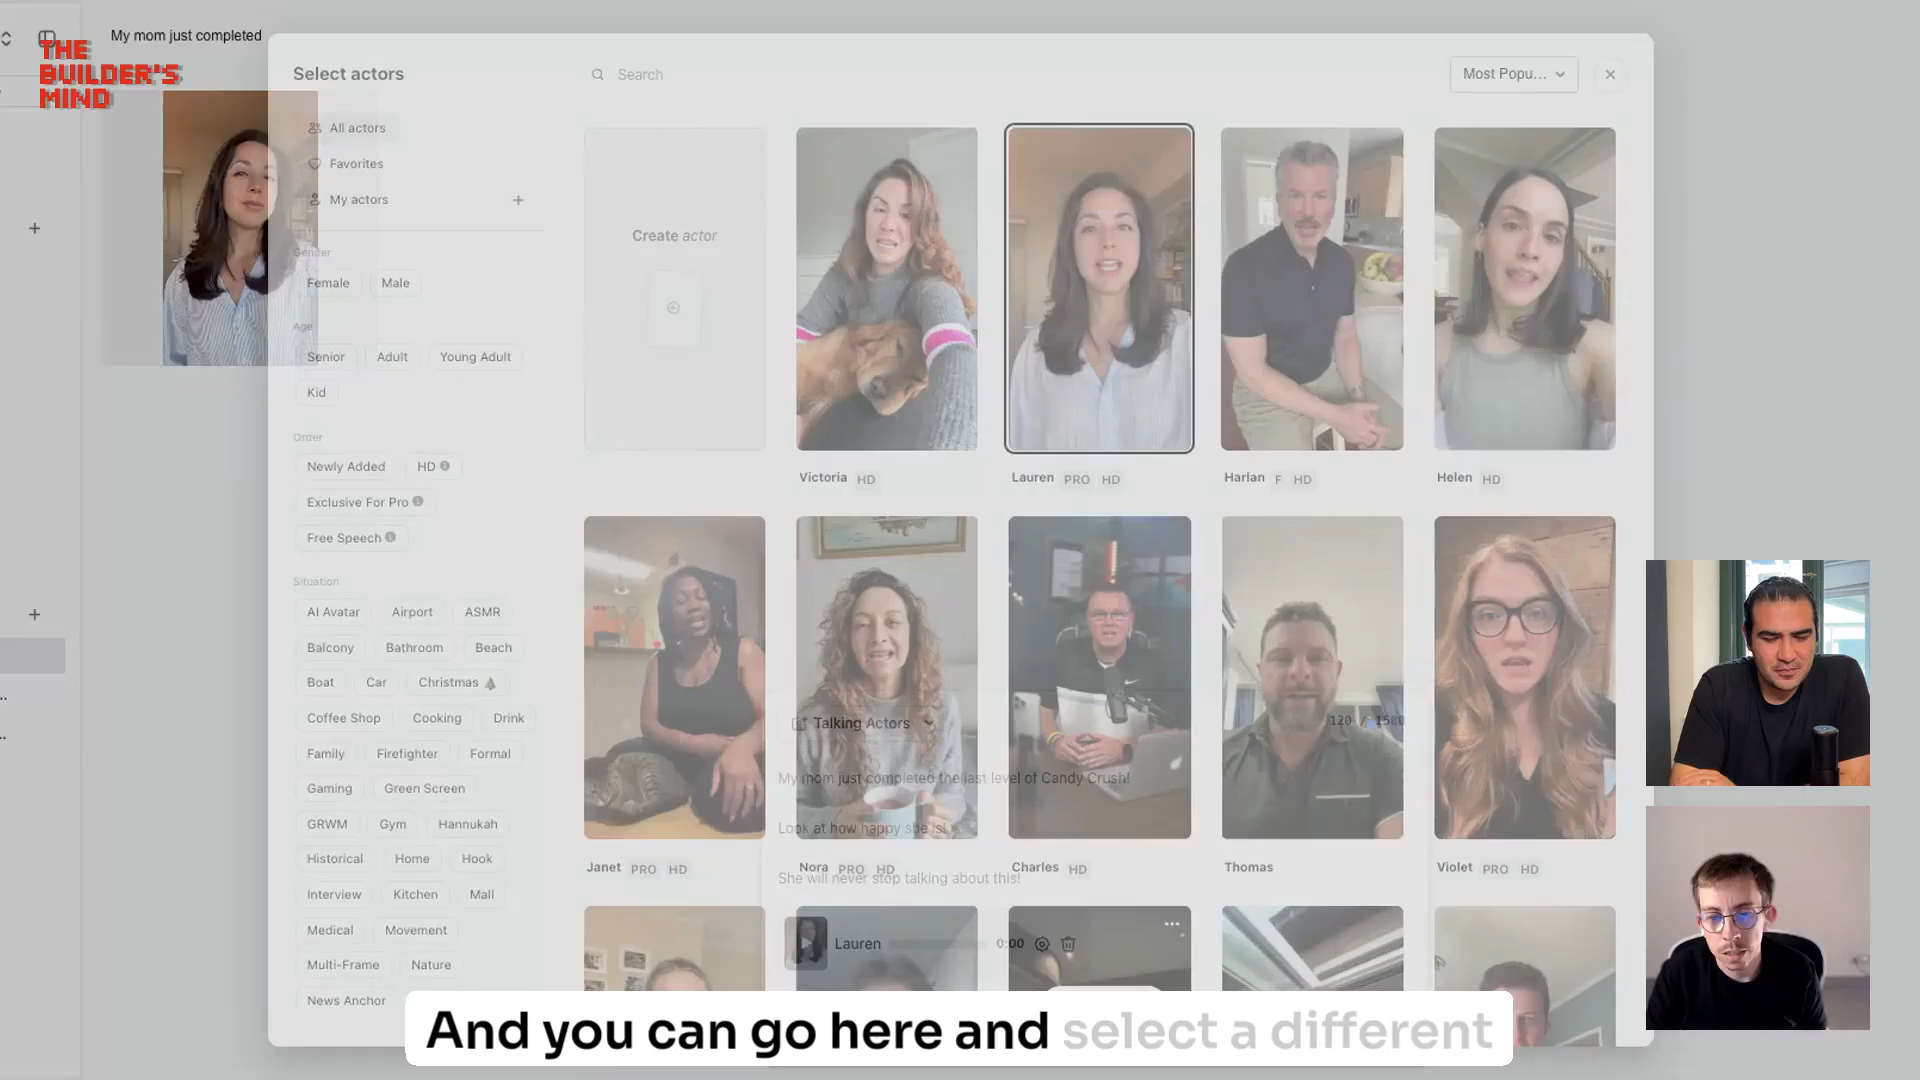 My mom just completed
THE
BUILDER'S
MIND
Select actors
Search
Most Popu...
All actors
Favorites
My actors
Gender
Female
Male
Age
Senior
Adult
Young Adult
Kid
Order
Newly Added
HD
Exclusive For Pro
Free Speech
Situation
AI Avatar
Airport
ASMR
Balcony
Bathroom
Beach
Boat
Car
Christmas
Coffee Shop
Cooking
Drink
Family
Firefighter
Formal
Gaming
Green Screen
GRWM
Gym
Hannukah
Historical
Home
Hook
Interview
Kitchen
Mall
Medical
Movement
Multi-Frame
Nature
News Anchor
Create actor
Victoria HD
Lauren PRO HD
Harlan F HD
Helen HD
Janet PRO HD
Nora PRO HD
Charles HD
Thomas
Violet PRO HD
Talking Actors
120 / 1500
My mom just completed the last level of Candy Crush!
Look at how happy she is!
She will never stop talking about this!
Lauren
0:00
And you can go here and select a different